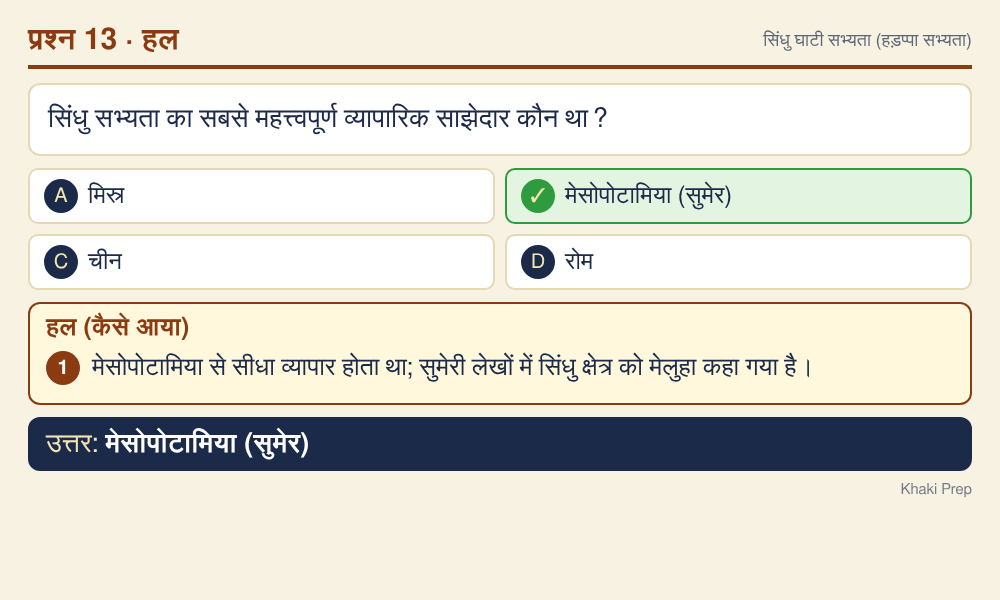 प्रश्न 13 · हल
सिंधु घाटी सभ्यता (हड़प्पा सभ्यता)
सिंधु सभ्यता का सबसे महत्त्वपूर्ण व्यापारिक साझेदार कौन था ?
A मिस्र
✓ मेसोपोटामिया (सुमेर)
C चीन
D रोम
हल (कैसे आया)
1 मेसोपोटामिया से सीधा व्यापार होता था; सुमेरी लेखों में सिंधु क्षेत्र को मेलुहा कहा गया है।
उत्तर: मेसोपोटामिया (सुमेर)
Khaki Prep